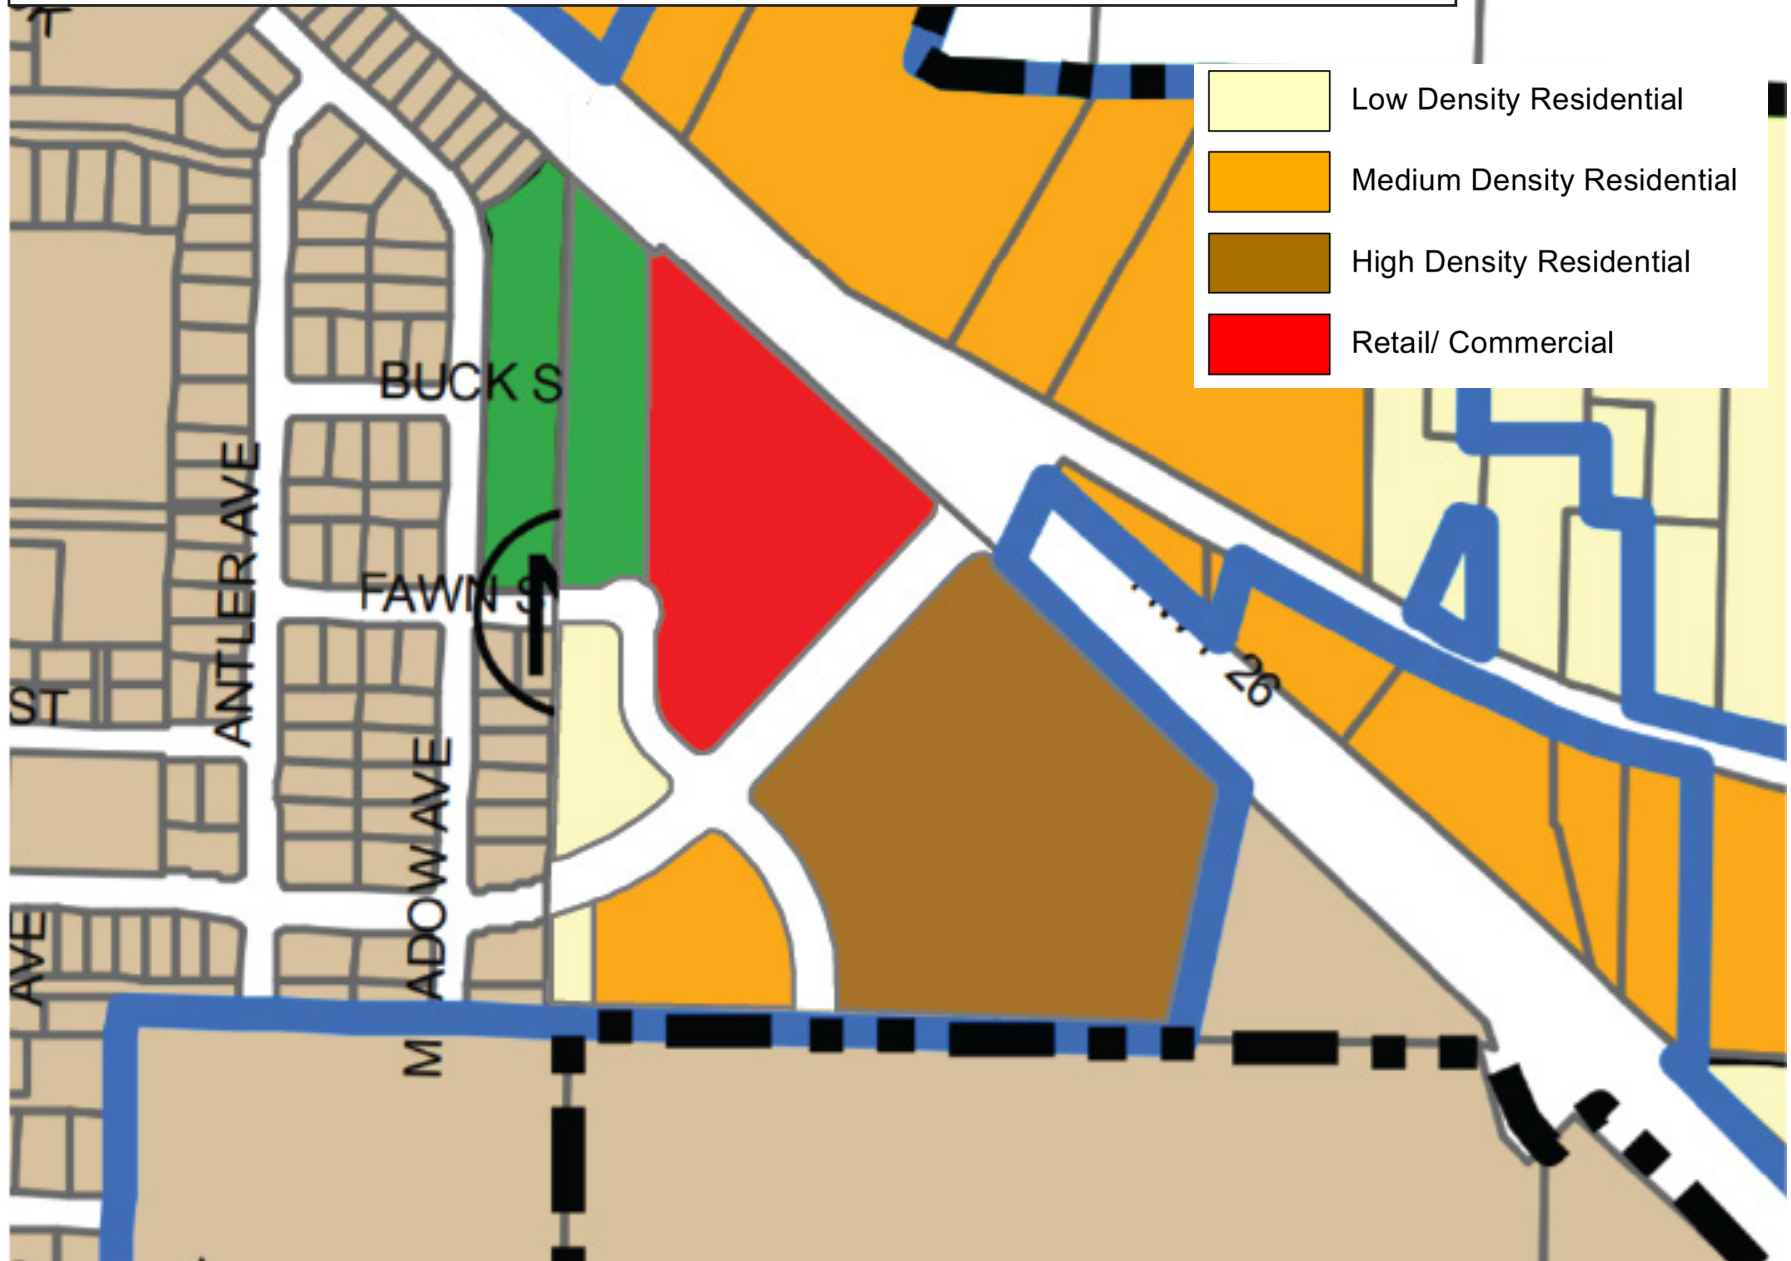 Low Density Residential
Medium Density Residential
High Density Residential
Retail/ Commercial
BUCK S
FAWN S
ANTLER AVE
ST
26
M ADOW AVE
AVE